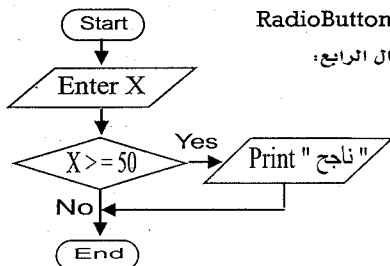 Start
RadioButton
ال الرابع:
Enter X
X>=50
Yes
Print "ناجح"
No
End